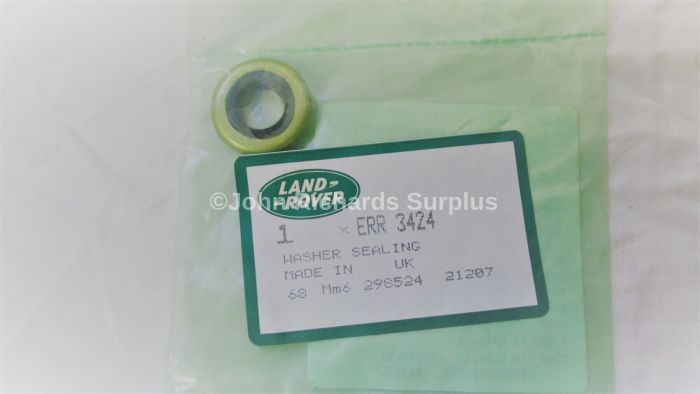 LAND-
-ROVER
©John Richards Surplus
1 × ERR 3424
WASHER SEALING
MADE IN UK
68 Mm6 298524 21207